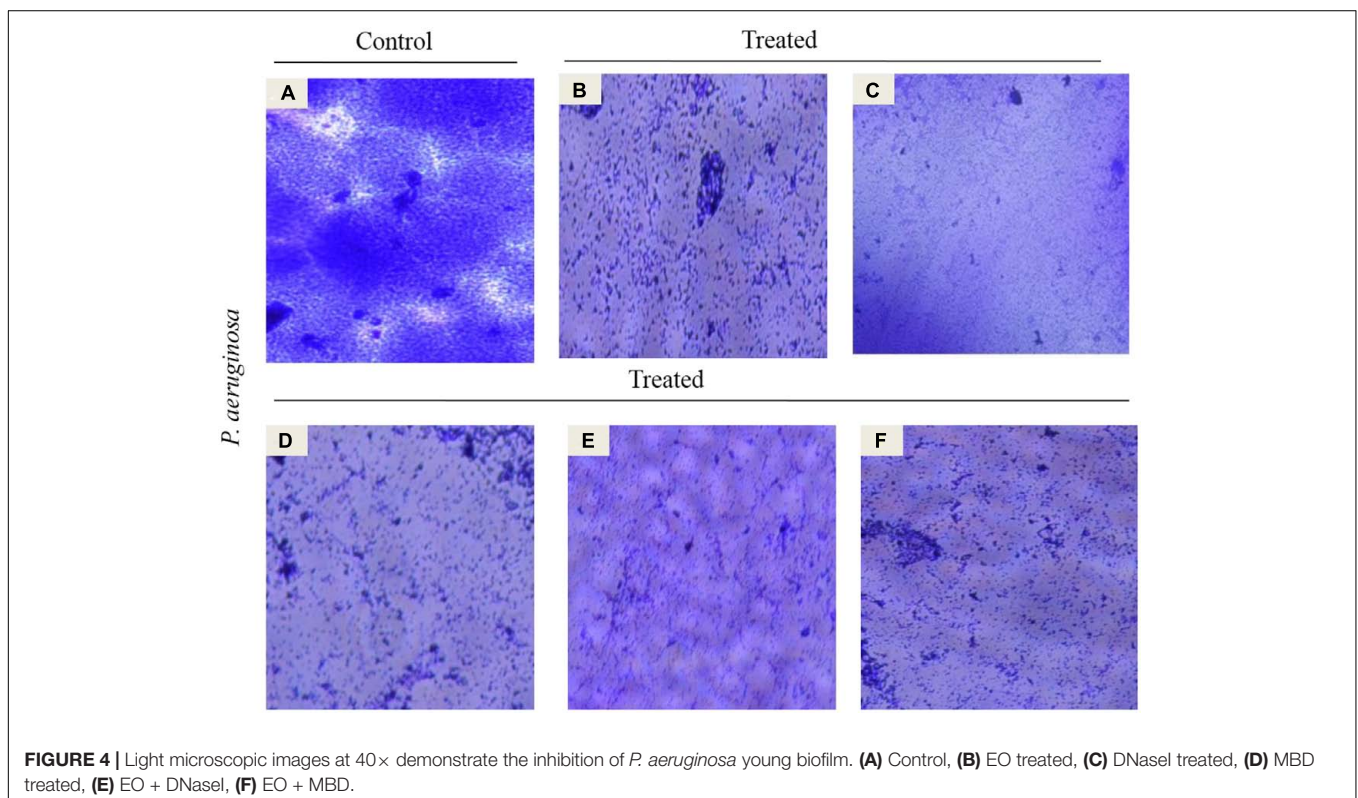 Control
Treated
A
B
C
P. aeruginosa
Treated
D
E
F
FIGURE 4 | Light microscopic images at 40× demonstrate the inhibition of P. aeruginosa young biofilm. (A) Control, (B) EO treated, (C) DNaseI treated, (D) MBD
treated, (E) EO + DNaseI, (F) EO + MBD.